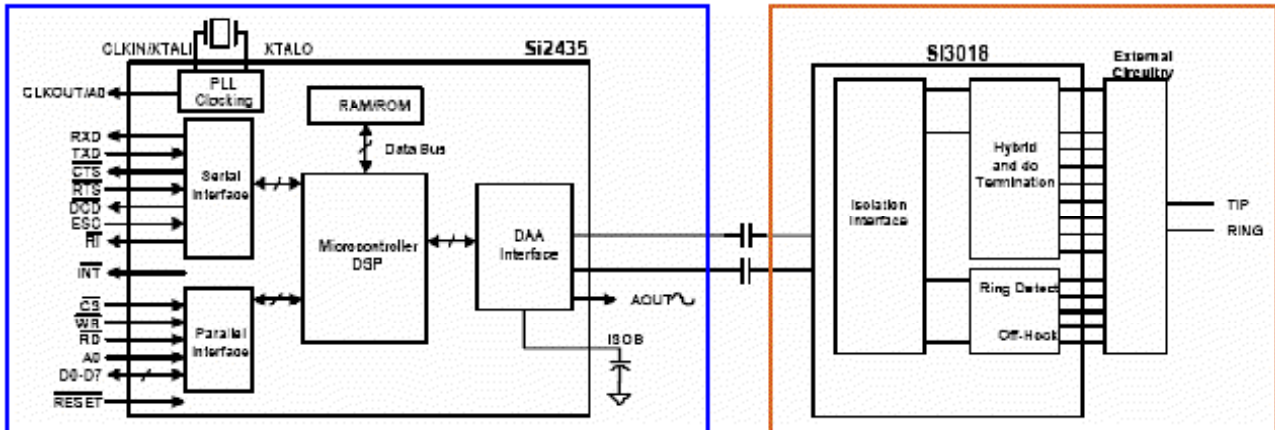 CLKIN/XTALI
XTALO
Si2435
CLKOUT/A0
PLL
Clocking
RAM/ROM
Data Bus
RXD
TXD
CTS
RTS
DCD
ESC
RI
INT
CS
WR
RD
A0
D0-D7
RESET
Serial
Interface
Parallel
Interface
Microcontroller
DSP
DAA
Interface
AOUT
ISOB
Si3018
External
Circuitry
Isolation
Interface
Hybrid
and dc
Termination
Ring Detect
Off-Hook
TIP
RING